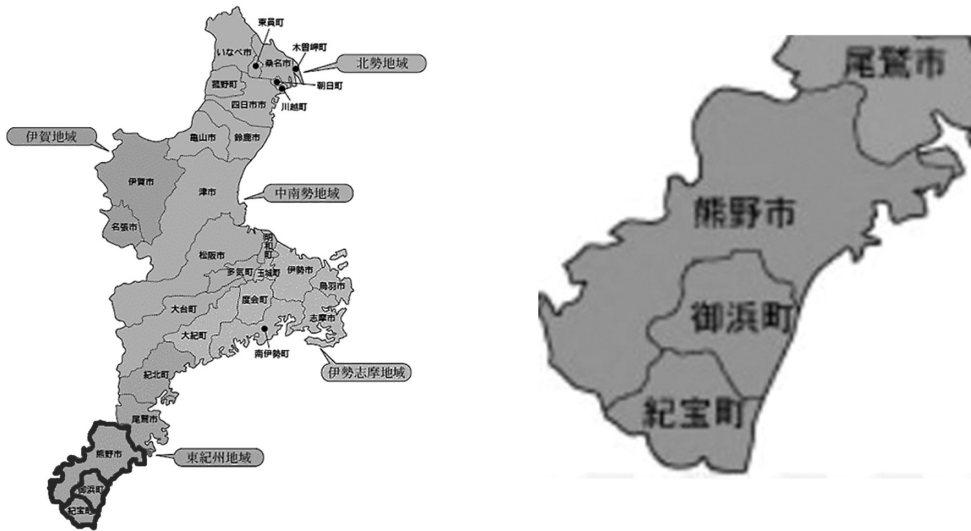 東員町
木曽岬町
いなべ市
桑名市
北勢地域
菰野町
朝日町
川越町
四日市市
亀山市
鈴鹿市
伊賀地域
伊賀市
津市
中南勢地域
名張市
明和町
松阪市
多気町
玉城町
伊勢市
鳥羽市
度会町
大台町
志摩市
大紀町
南伊勢町
伊勢志摩地域
紀北町
尾鷲市
熊野市
東紀州地域
御浜町
紀宝町
尾鷲市
熊野市
御浜町
紀宝町